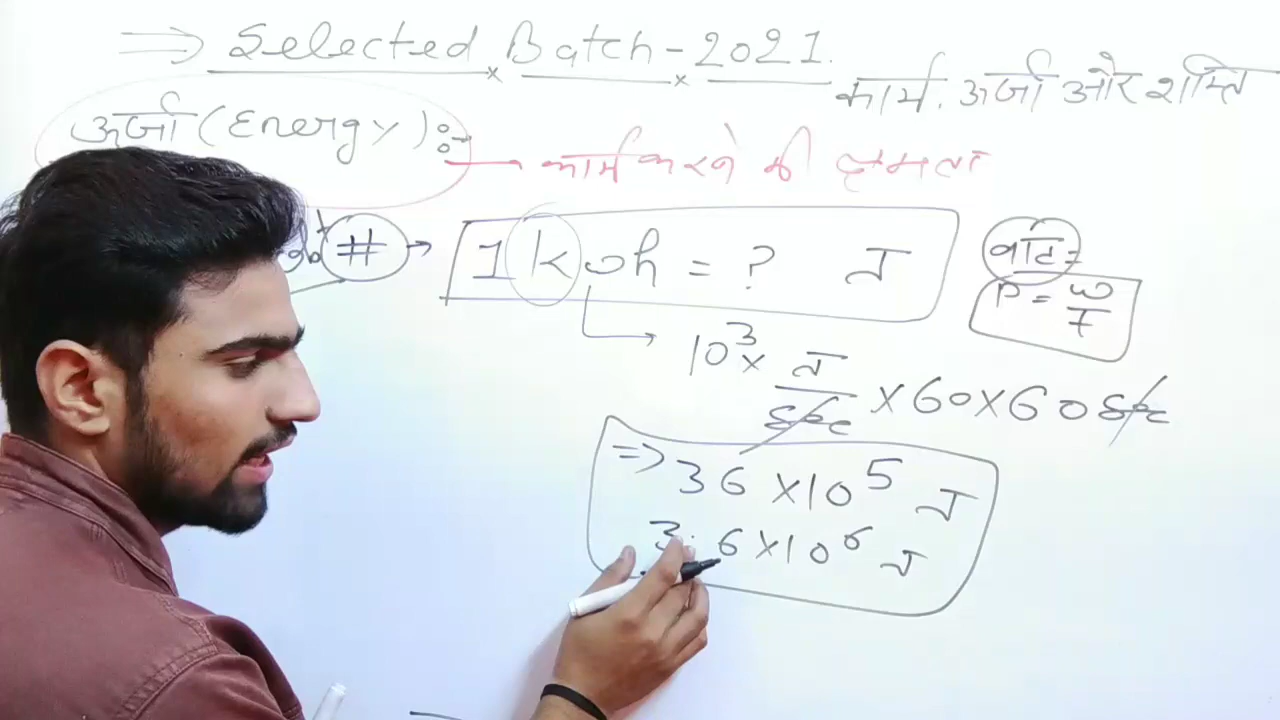 ⇒ Selected Batch - 2021.
कार्य, ऊर्जा और शक्ति
ऊर्जा (Energy) :-
कार्य करने की क्षमता
# → 1 kwh = ? J
वाट =
P = w/T
10³ × J/sec × 60 × 60 sec
⇒ 36 × 10⁵ J
3.6 × 10⁶ J